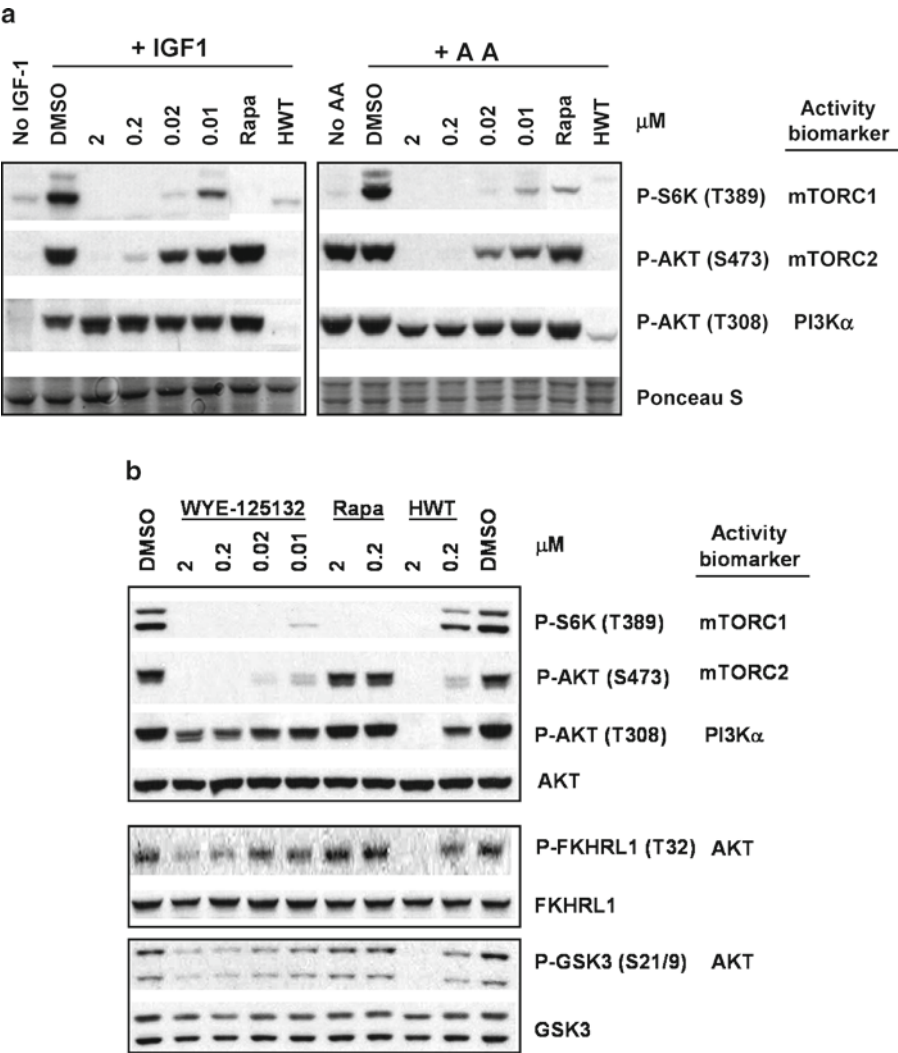 a
+ IGF1
+ A A
No IGF-1 DMSO 2 0.2 0.02 0.01 Rapa HWT No AA DMSO 2 0.2 0.02 0.01 Rapa HWT μM Activity biomarker
P-S6K (T389) mTORC1
P-AKT (S473) mTORC2
P-AKT (T308) PI3Kα
Ponceau S
b
WYE-125132 Rapa HWT
DMSO 2 0.2 0.02 0.01 2 0.2 2 0.2 DMSO μM Activity biomarker
P-S6K (T389) mTORC1
P-AKT (S473) mTORC2
P-AKT (T308) PI3Kα
AKT
P-FKHRL1 (T32) AKT
FKHRL1
P-GSK3 (S21/9) AKT
GSK3